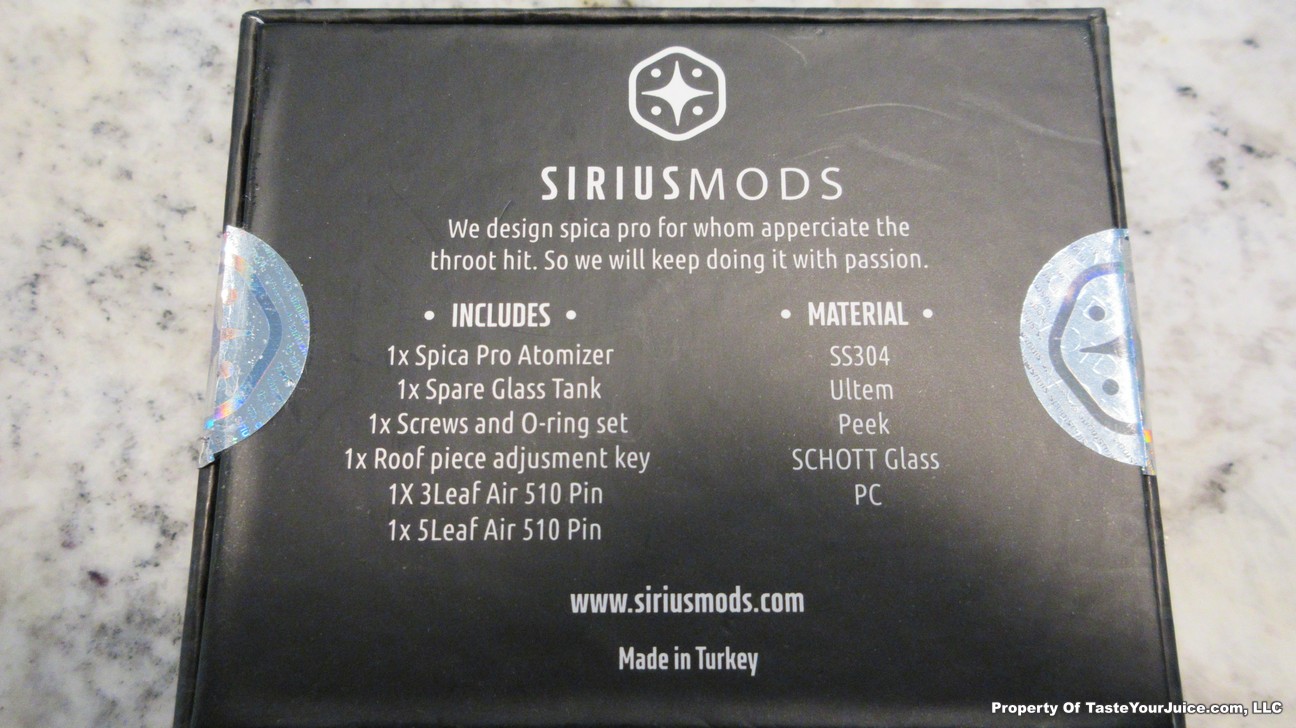 SIRIUSMODS
We design spica pro for whom apperciate the
throot hit. So we will keep doing it with passion.
• INCLUDES •
1x Spica Pro Atomizer
1x Spare Glass Tank
1x Screws and O-ring set
1x Roof piece adjusment key
1X 3Leaf Air 510 Pin
1x 5Leaf Air 510 Pin
• MATERIAL •
SS304
Ultem
Peek
SCHOTT Glass
PC
www.siriusmods.com
Made in Turkey
Property Of TasteYourJuice.com, LLC